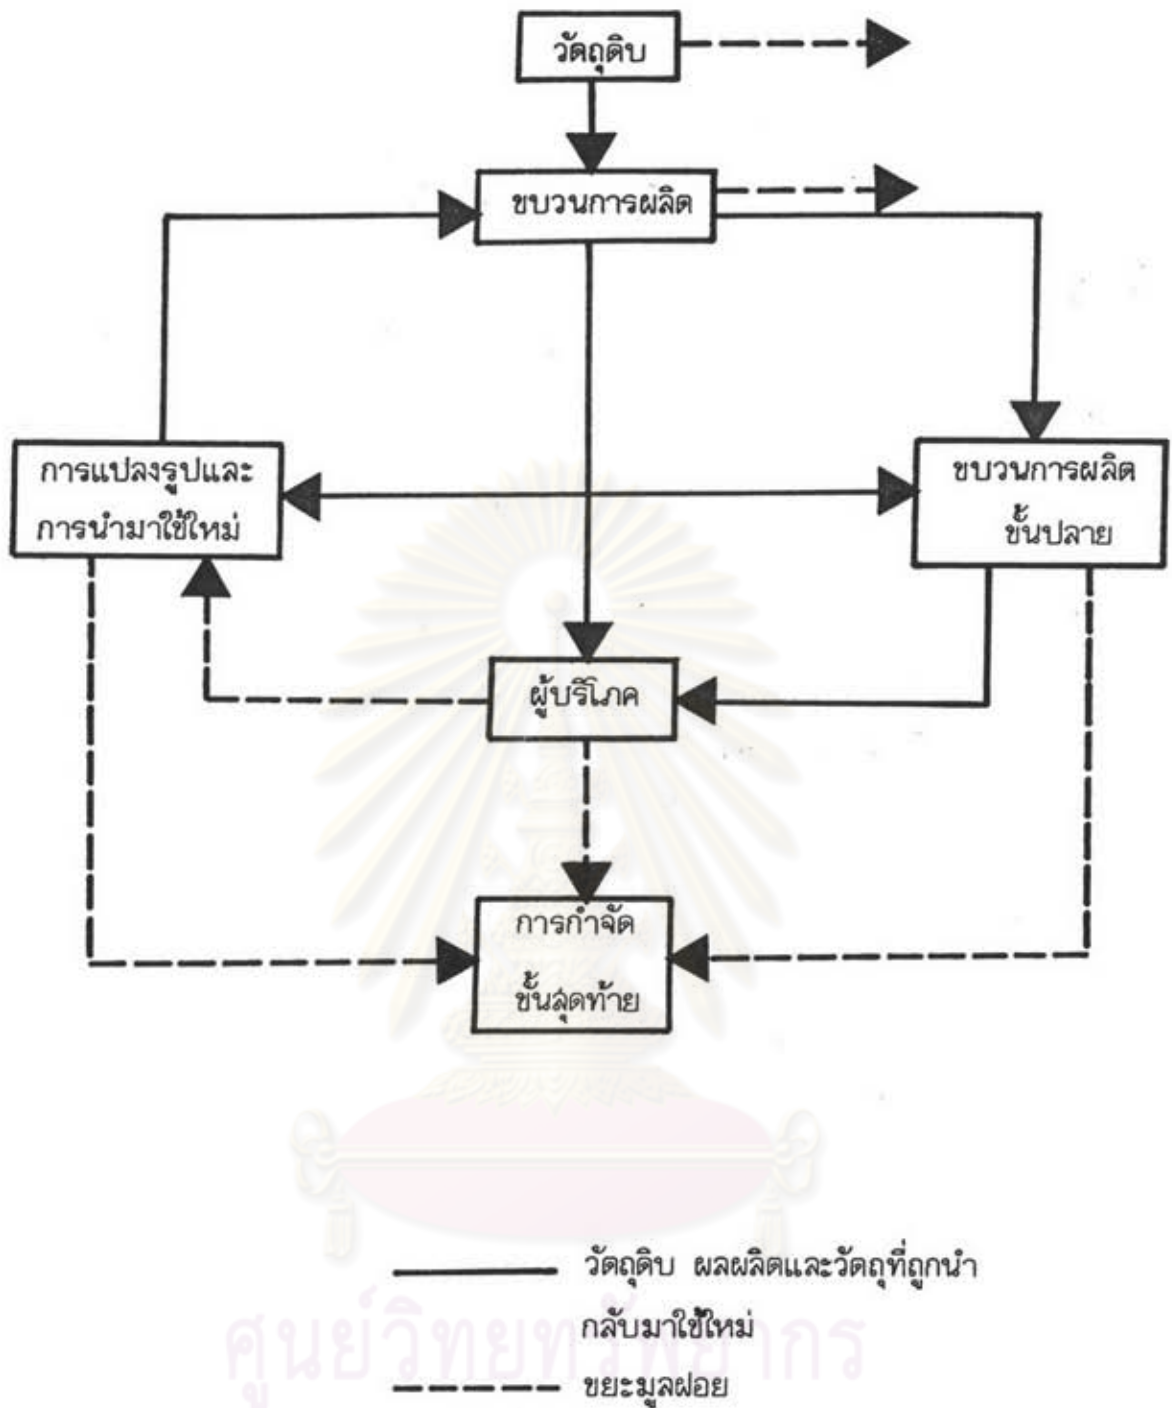 วัตถุดิบ
ขบวนการผลิต
การแปลงรูปและ
การนำมาใช้ใหม่
ขบวนการผลิต
ขั้นปลาย
ผู้บริโภค
การกำจัด
ขั้นสุดท้าย
วัตถุดิบ ผลผลิตและวัตถุที่ถูกนำ
กลับมาใช้ใหม่
ศูนย์วิทยทรัพยากร
ขยะมูลฝอย